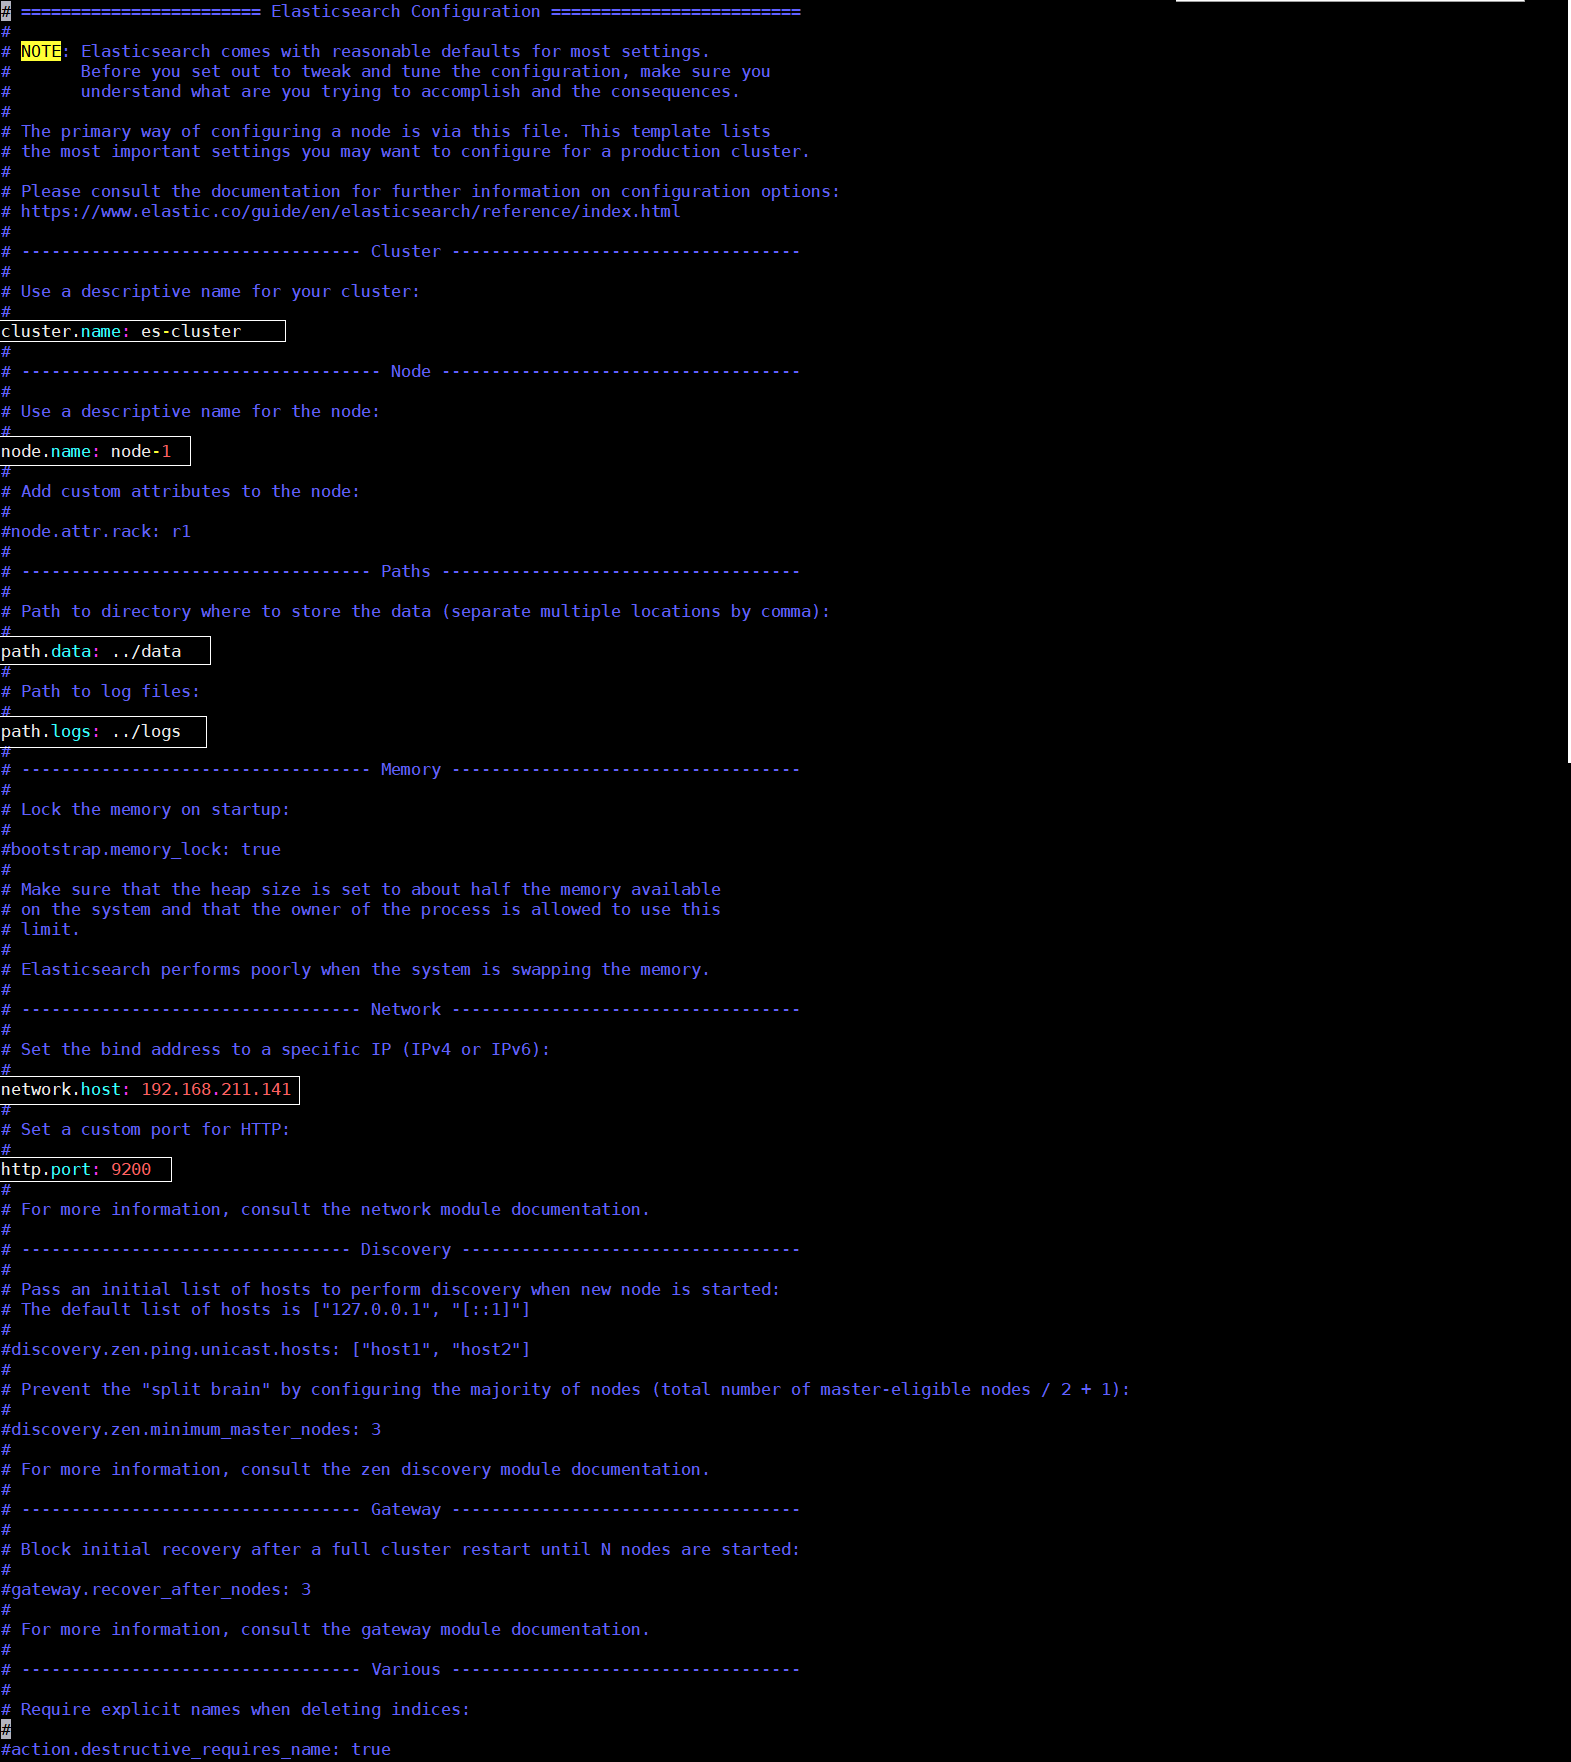 # ======================== Elasticsearch Configuration =========================
#
# NOTE: Elasticsearch comes with reasonable defaults for most settings.
#       Before you set out to tweak and tune the configuration, make sure you
#       understand what are you trying to accomplish and the consequences.
#
# The primary way of configuring a node is via this file. This template lists
# the most important settings you may want to configure for a production cluster.
#
# Please consult the documentation for further information on configuration options:
# https://www.elastic.co/guide/en/elasticsearch/reference/index.html
#
# ---------------------------------- Cluster -----------------------------------
#
# Use a descriptive name for your cluster:
#
cluster.name: es-cluster
#
# ------------------------------------ Node ------------------------------------
#
# Use a descriptive name for the node:
#
node.name: node-1
#
# Add custom attributes to the node:
#
#node.attr.rack: r1
#
# ----------------------------------- Paths ------------------------------------
#
# Path to directory where to store the data (separate multiple locations by comma):
#
path.data: ../data
#
# Path to log files:
#
path.logs: ../logs
#
# ----------------------------------- Memory -----------------------------------
#
# Lock the memory on startup:
#
#bootstrap.memory_lock: true
#
# Make sure that the heap size is set to about half the memory available
# on the system and that the owner of the process is allowed to use this
# limit.
#
# Elasticsearch performs poorly when the system is swapping the memory.
#
# ---------------------------------- Network -----------------------------------
#
# Set the bind address to a specific IP (IPv4 or IPv6):
#
network.host: 192.168.211.141
#
# Set a custom port for HTTP:
#
http.port: 9200
#
# For more information, consult the network module documentation.
#
# --------------------------------- Discovery ----------------------------------
#
# Pass an initial list of hosts to perform discovery when new node is started:
# The default list of hosts is ["127.0.0.1", "[::1]"]
#
#discovery.zen.ping.unicast.hosts: ["host1", "host2"]
#
# Prevent the "split brain" by configuring the majority of nodes (total number of master-eligible nodes / 2 + 1):
#
#discovery.zen.minimum_master_nodes: 3
#
# For more information, consult the zen discovery module documentation.
#
# ---------------------------------- Gateway -----------------------------------
#
# Block initial recovery after a full cluster restart until N nodes are started:
#
#gateway.recover_after_nodes: 3
#
# For more information, consult the gateway module documentation.
#
# ---------------------------------- Various -----------------------------------
#
# Require explicit names when deleting indices:
#
#action.destructive_requires_name: true